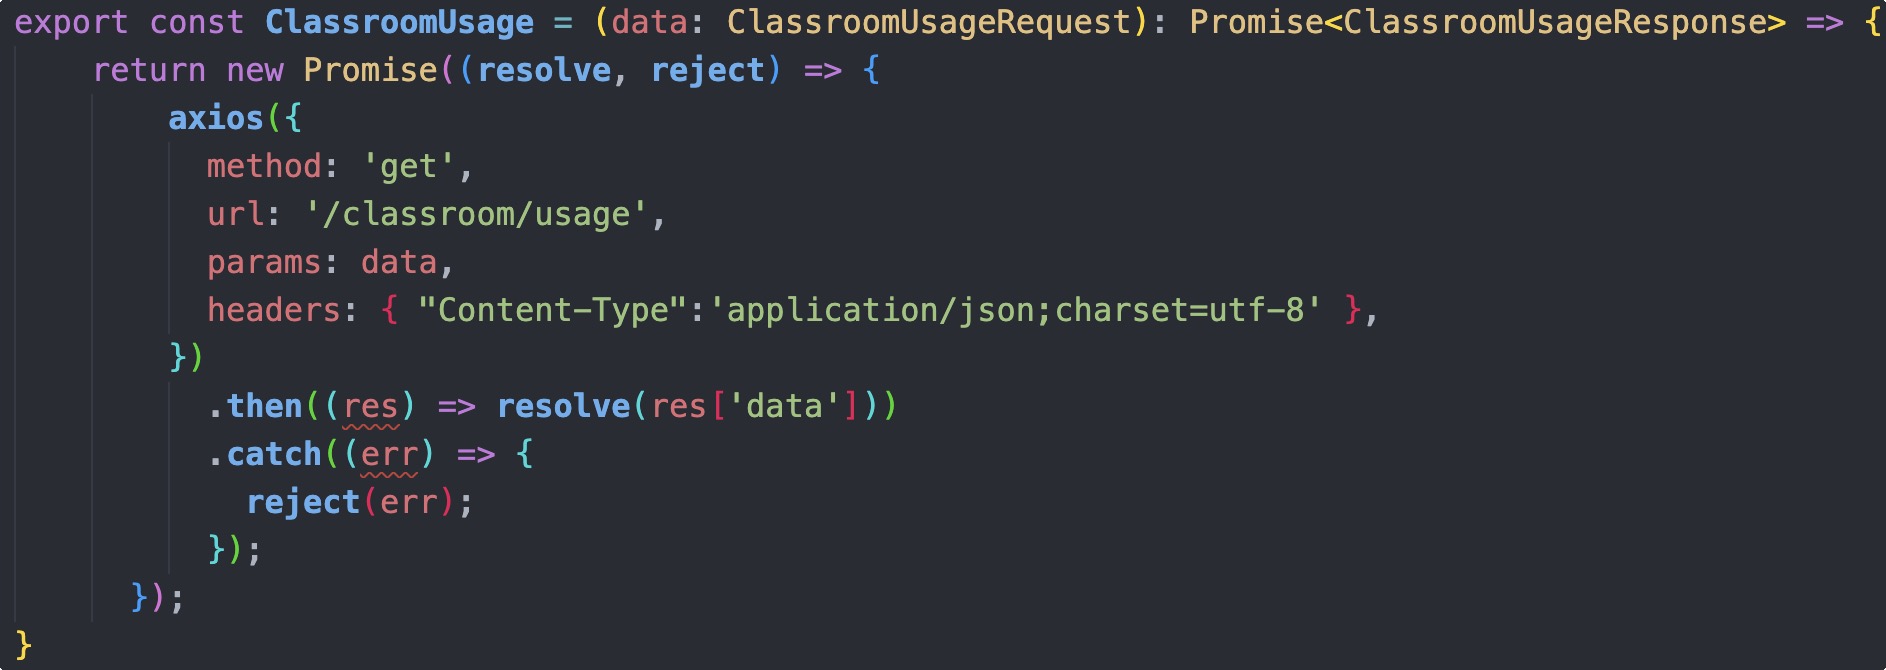 export const ClassroomUsage = (data: ClassroomUsageRequest): Promise<ClassroomUsageResponse> => {
    return new Promise((resolve, reject) => {
        axios({
          method: 'get',
          url: '/classroom/usage',
          params: data,
          headers: { "Content-Type":'application/json;charset=utf-8' },
        })
          .then((res) => resolve(res['data']))
          .catch((err) => {
            reject(err);
          });
      });
}